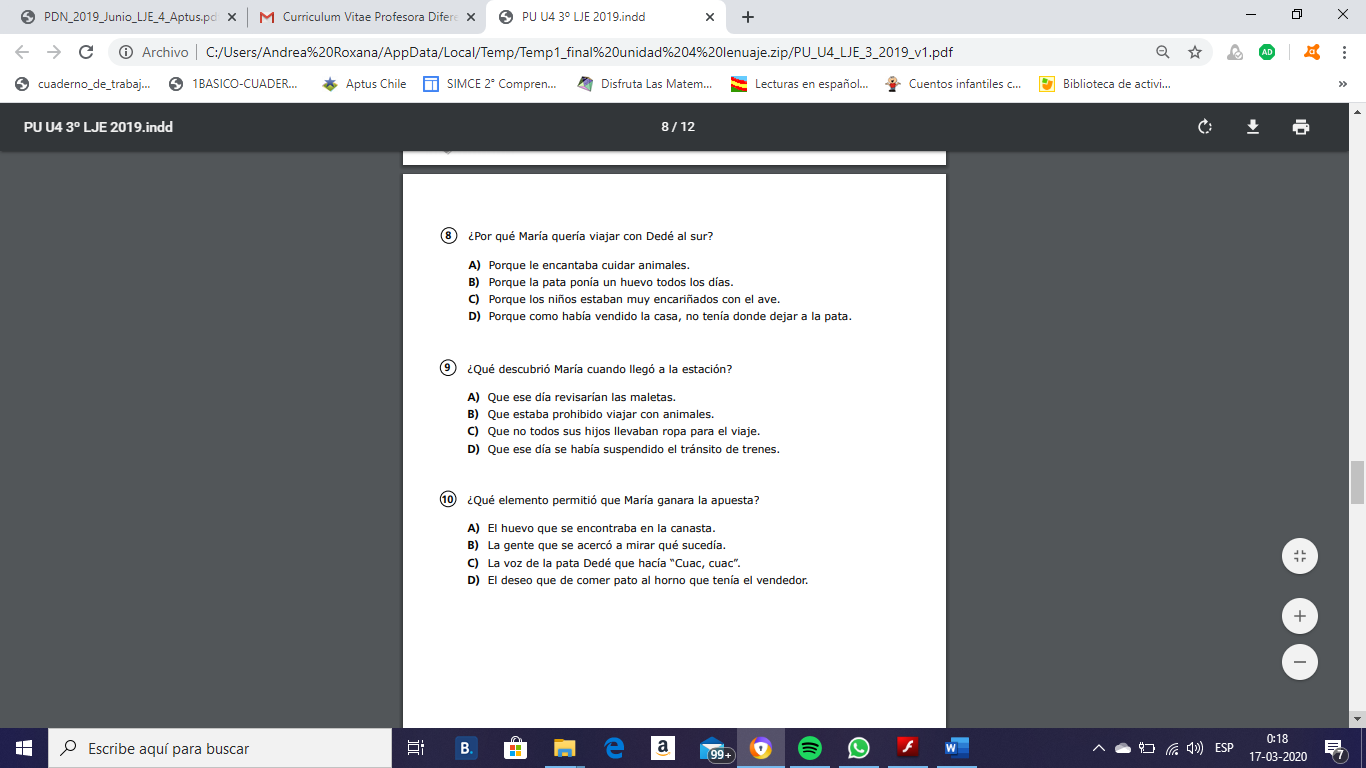 PDN_2019_Junio_LJE_4_Aptus.pd
Curriculum Vitae Profesora Difere
PU U4 3º LJE 2019.indd
Archivo
C:/Users/Andrea%20Roxana/AppData/Local/Temp/Temp1_final%20unidad%204%20lenuaje.zip/PU_U4_LJE_3_2019_v1.pdf
AD
cuaderno_de_trabaj...
1BASICO-CUADER...
Aptus Chile
SIMCE 2° Compren...
Disfruta Las Matem...
Lecturas en español...
Cuentos infantiles c...
Biblioteca de activi...
»
PU U4 3º LJE 2019.indd
8 / 12
8 ¿Por qué María quería viajar con Dedé al sur?
A) Porque le encantaba cuidar animales.
B) Porque la pata ponía un huevo todos los días.
C) Porque los niños estaban muy encariñados con el ave.
D) Porque como había vendido la casa, no tenía donde dejar a la pata.
9 ¿Qué descubrió María cuando llegó a la estación?
A) Que ese día revisarían las maletas.
B) Que estaba prohibido viajar con animales.
C) Que no todos sus hijos llevaban ropa para el viaje.
D) Que ese día se había suspendido el tránsito de trenes.
10 ¿Qué elemento permitió que María ganara la apuesta?
A) El huevo que se encontraba en la canasta.
B) La gente que se acercó a mirar qué sucedía.
C) La voz de la pata Dedé que hacía “Cuac, cuac”.
D) El deseo que de comer pato al horno que tenía el vendedor.
Escribe aquí para buscar
B.
a
99+
ESP
0:18
17-03-2020
7